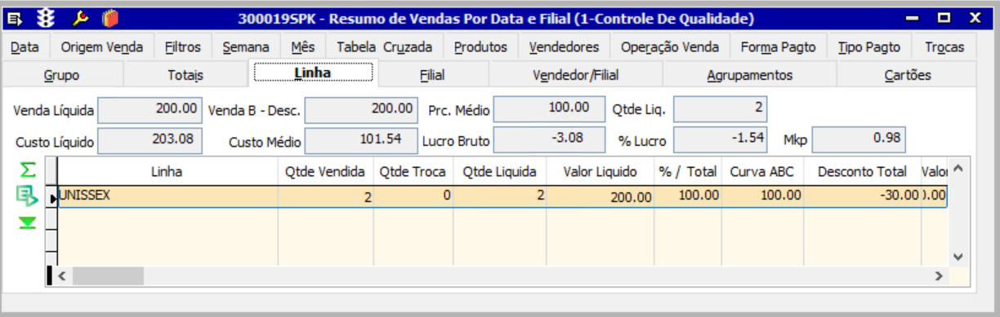 300019SPK - Resumo de Vendas Por Data e Filial (1-Controle De Qualidade)
Data Origem Venda Filtros Semana Mês Tabela Cruzada Produtos Vendedores Operação Venda Forma Pagto Tipo Pagto Trocas
Grupo Totais Linha Filial Vendedor/Filial Agrupamentos Cartões
Venda Líquida 200.00 Venda B - Desc. 200.00 Prc. Médio 100.00 Qtde Liq. 2
Custo Líquido 203.08 Custo Médio 101.54 Lucro Bruto -3.08 % Lucro -1.54 Mkp 0.98
Linha Qtde Vendida Qtde Troca Qtde Liquida Valor Liquido % / Total Curva ABC Desconto Total Valor
UNISSEX 2 0 2 200.00 100.00 100.00 -30.00 0.00